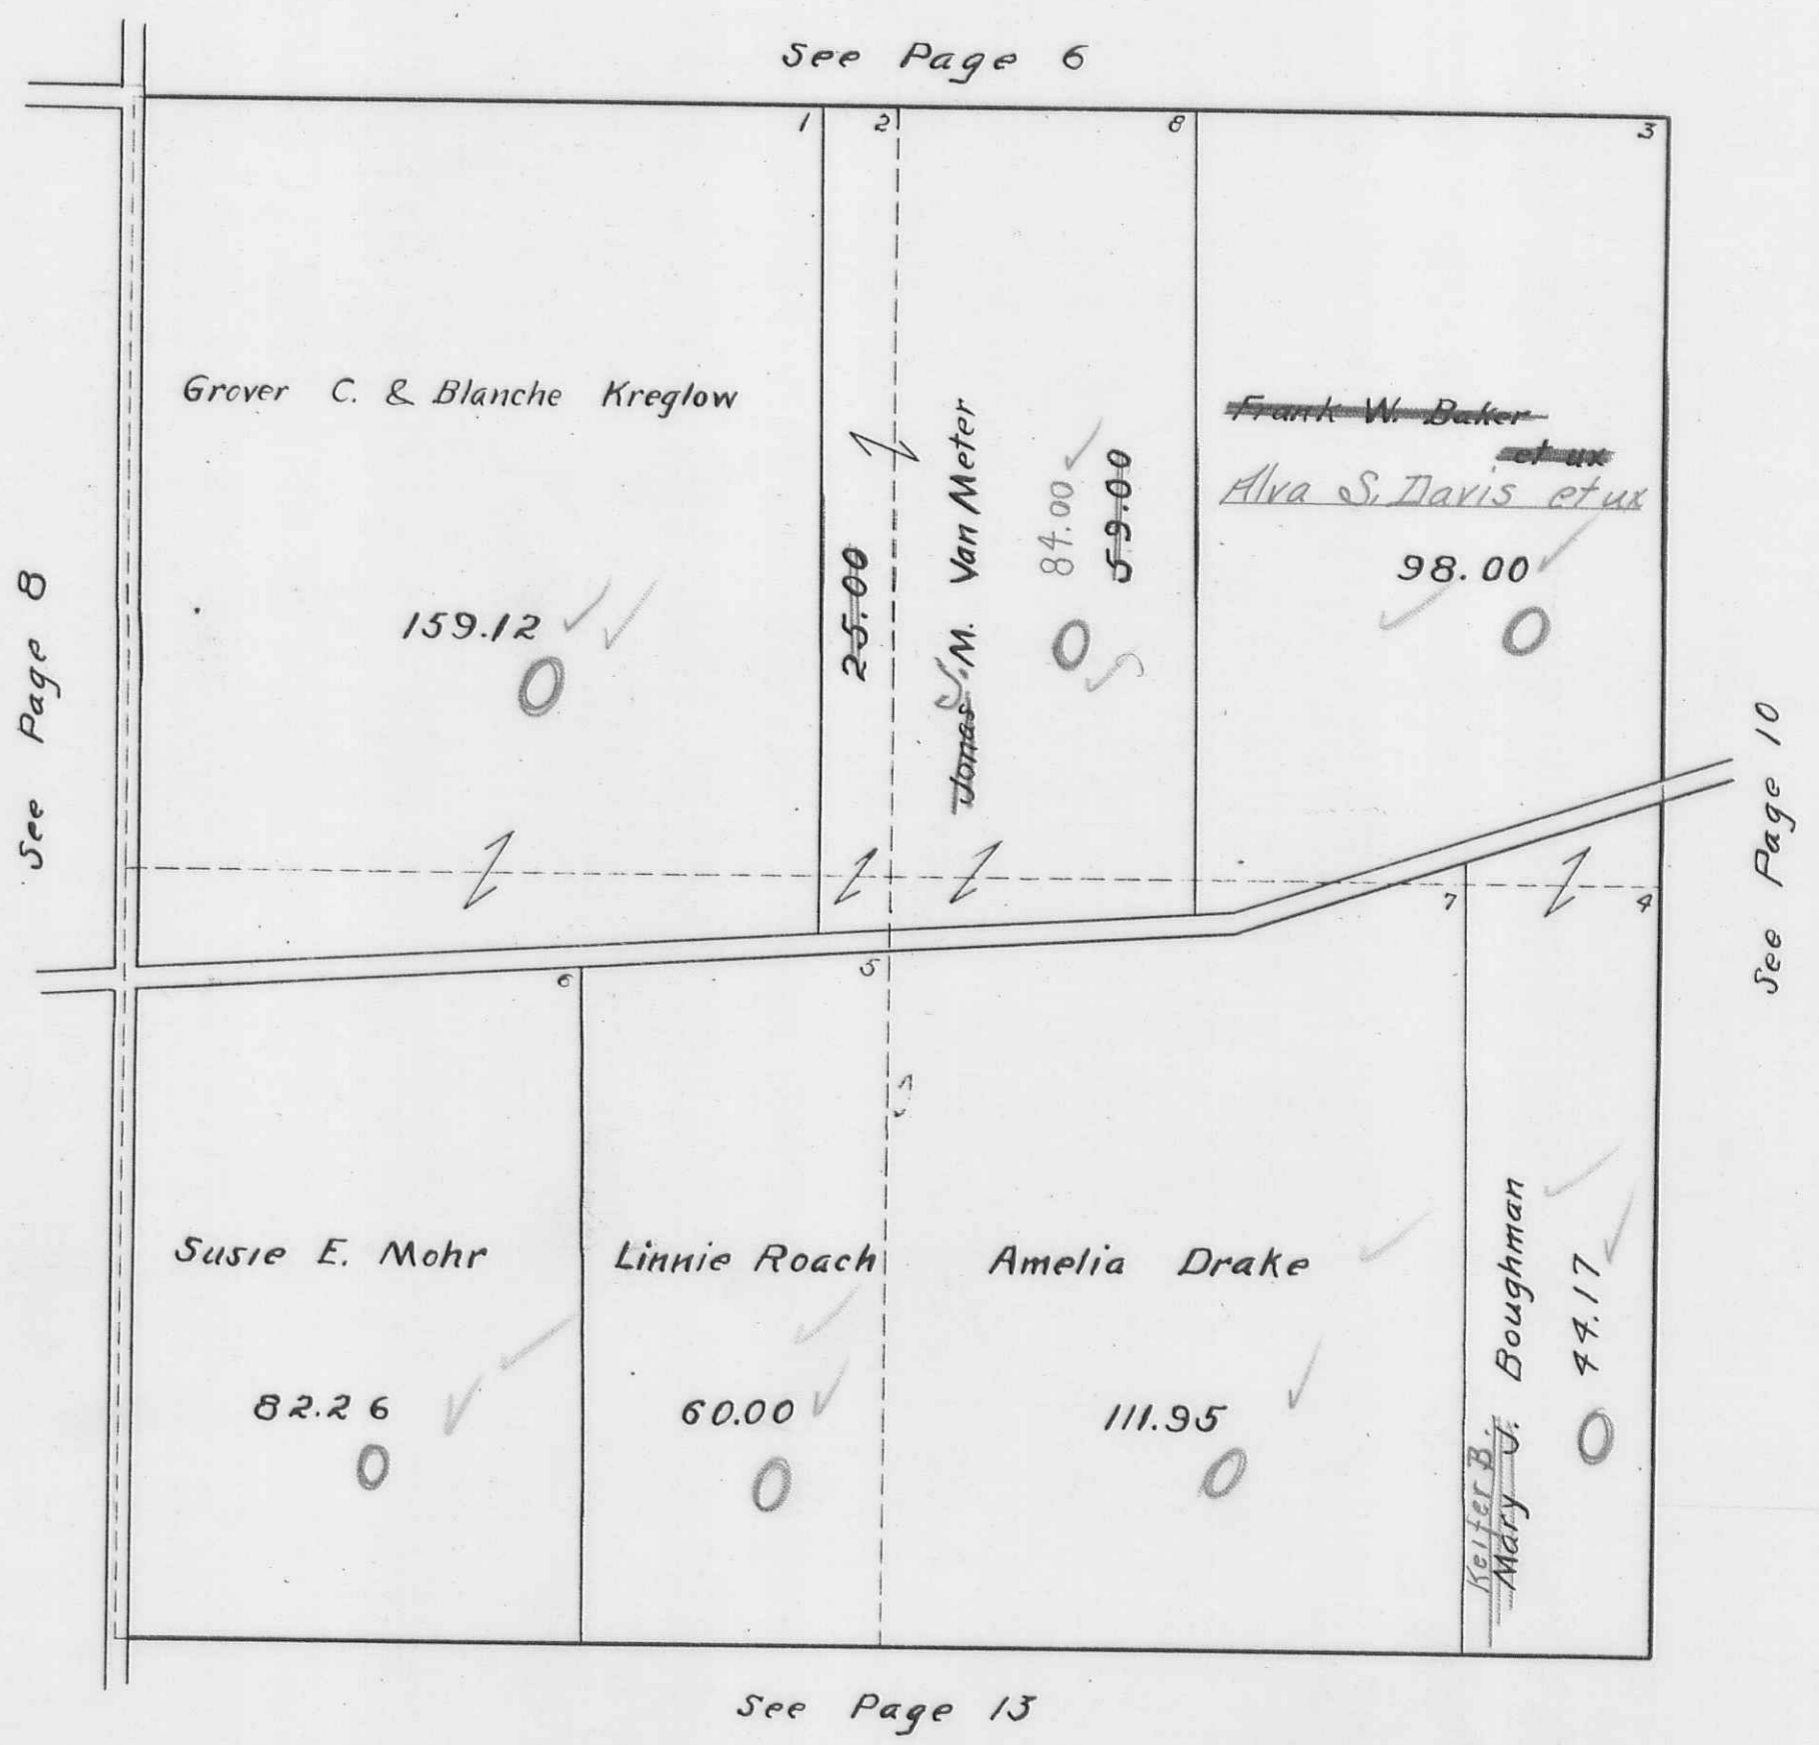 See Page 6
1
2
8
3
Grover C. & Blanche Kreglow
159.12
0
25.00
Jonas J. M. Van Meter
84.00
0
59.00
Frank W. Baker
et ux
Alva S. Davis et ux
98.00
0
See Page 8
See Page 10
7
4
6
5
Susie E. Mohr
82.26
0
Linnie Roach
60.00
0
Amelia Drake
111.95
0
Keifer B.
Mary J. Boughman
44.17
0
See Page 13